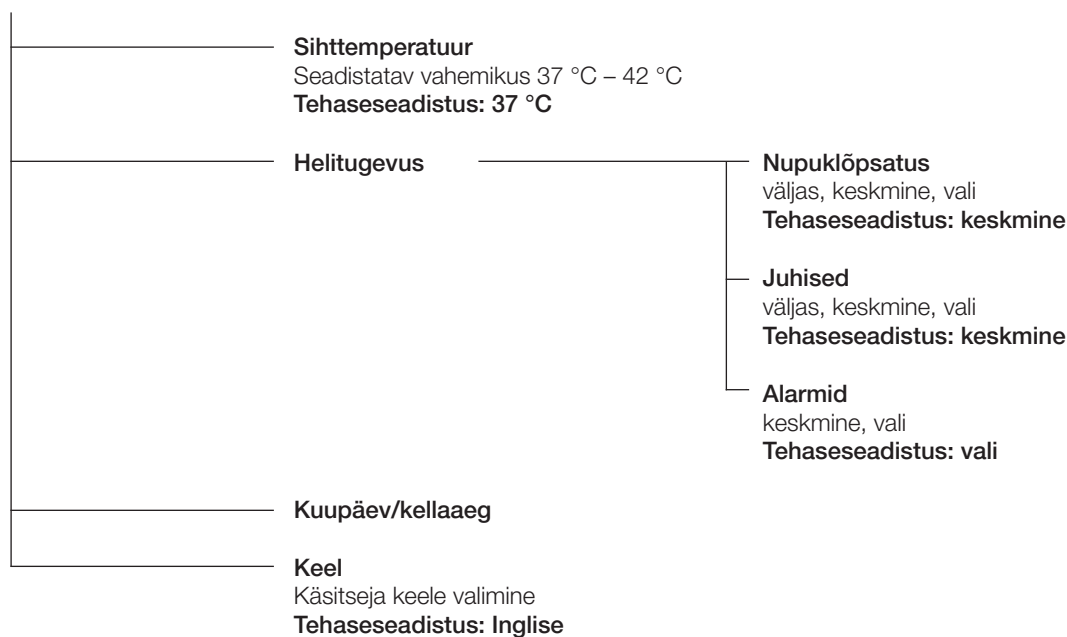 Sihttemperatuur
Seadistatav vahemikus 37 °C – 42 °C
Tehaseseadistus: 37 °C
Helitugevus
Nupuklõpsatus
väljas, keskmine, vali
Tehaseseadistus: keskmine
Juhised
väljas, keskmine, vali
Tehaseseadistus: keskmine
Alarmid
keskmine, vali
Tehaseseadistus: vali
Kuupäev/kellaaeg
Keel
Käsitseja keele valimine
Tehaseseadistus: Inglise